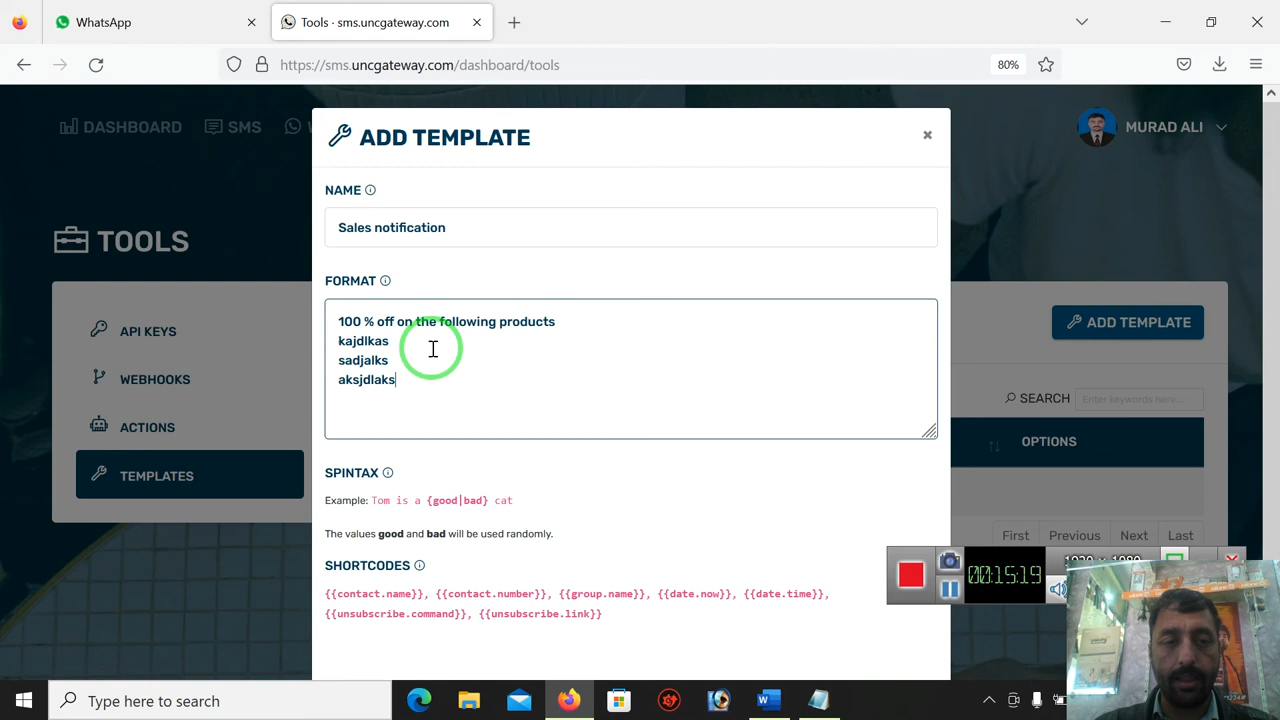 WhatsApp
Tools · sms.uncgateway.com
https://sms.uncgateway.com/dashboard/tools
80%
DASHBOARD
SMS
MURAD ALI
ADD TEMPLATE
NAME
Sales notification
TOOLS
FORMAT
100 % off on the following products
kajdlkas
sadjalks
aksjdlaks
API KEYS
WEBHOOKS
ACTIONS
TEMPLATES
ADD TEMPLATE
SEARCH
Enter keywords here...
OPTIONS
SPINTAX
Example: Tom is a {good|bad} cat
The values good and bad will be used randomly.
First Previous Next Last
SHORTCODES
{{contact.name}}, {{contact.number}}, {{group.name}}, {{date.now}}, {{date.time}},
{{unsubscribe.command}}, {{unsubscribe.link}}
00:15:19
Type here to search